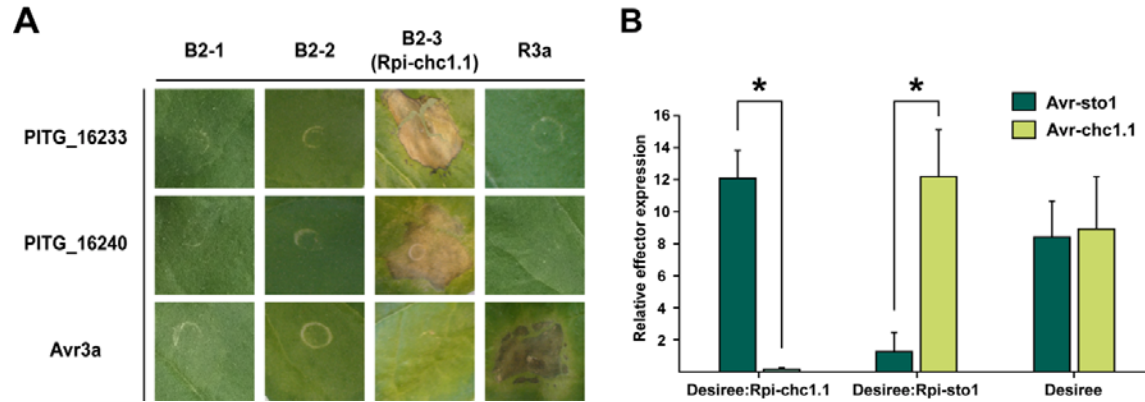 A
B2-1 B2-2 B2-3
(Rpi-chc1.1) R3a
PITG_16233
PITG_16240
Avr3a
B
* *
Avr-sto1
Avr-chc1.1
Relative effector expression
16
14
12
10
8
6
4
2
Desiree:Rpi-chc1.1 Desiree:Rpi-sto1 Desiree